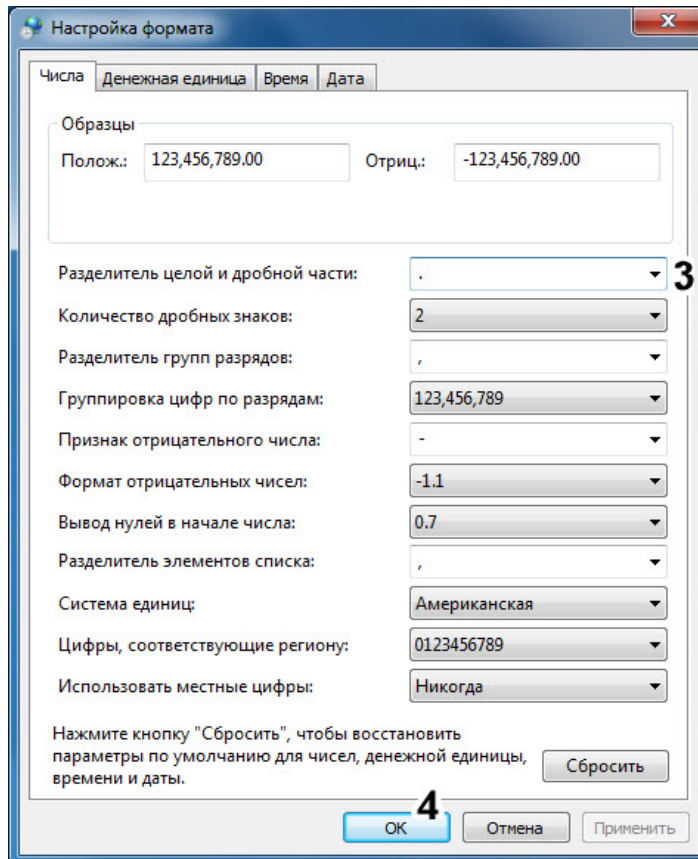 Настройка формата
Числа Денежная единица Время Дата
Образцы
Полож.: 123,456,789.00 Отриц.: -123,456,789.00
Разделитель целой и дробной части: . 3
Количество дробных знаков: 2
Разделитель групп разрядов: ,
Группировка цифр по разрядам: 123,456,789
Признак отрицательного числа: -
Формат отрицательных чисел: -1.1
Вывод нулей в начале числа: 0.7
Разделитель элементов списка: ,
Система единиц: Американская
Цифры, соответствующие региону: 0123456789
Использовать местные цифры: Никогда
Нажмите кнопку "Сбросить", чтобы восстановить
параметры по умолчанию для чисел, денежной единицы,
времени и даты.
Сбросить
4
ОК Отмена Применить